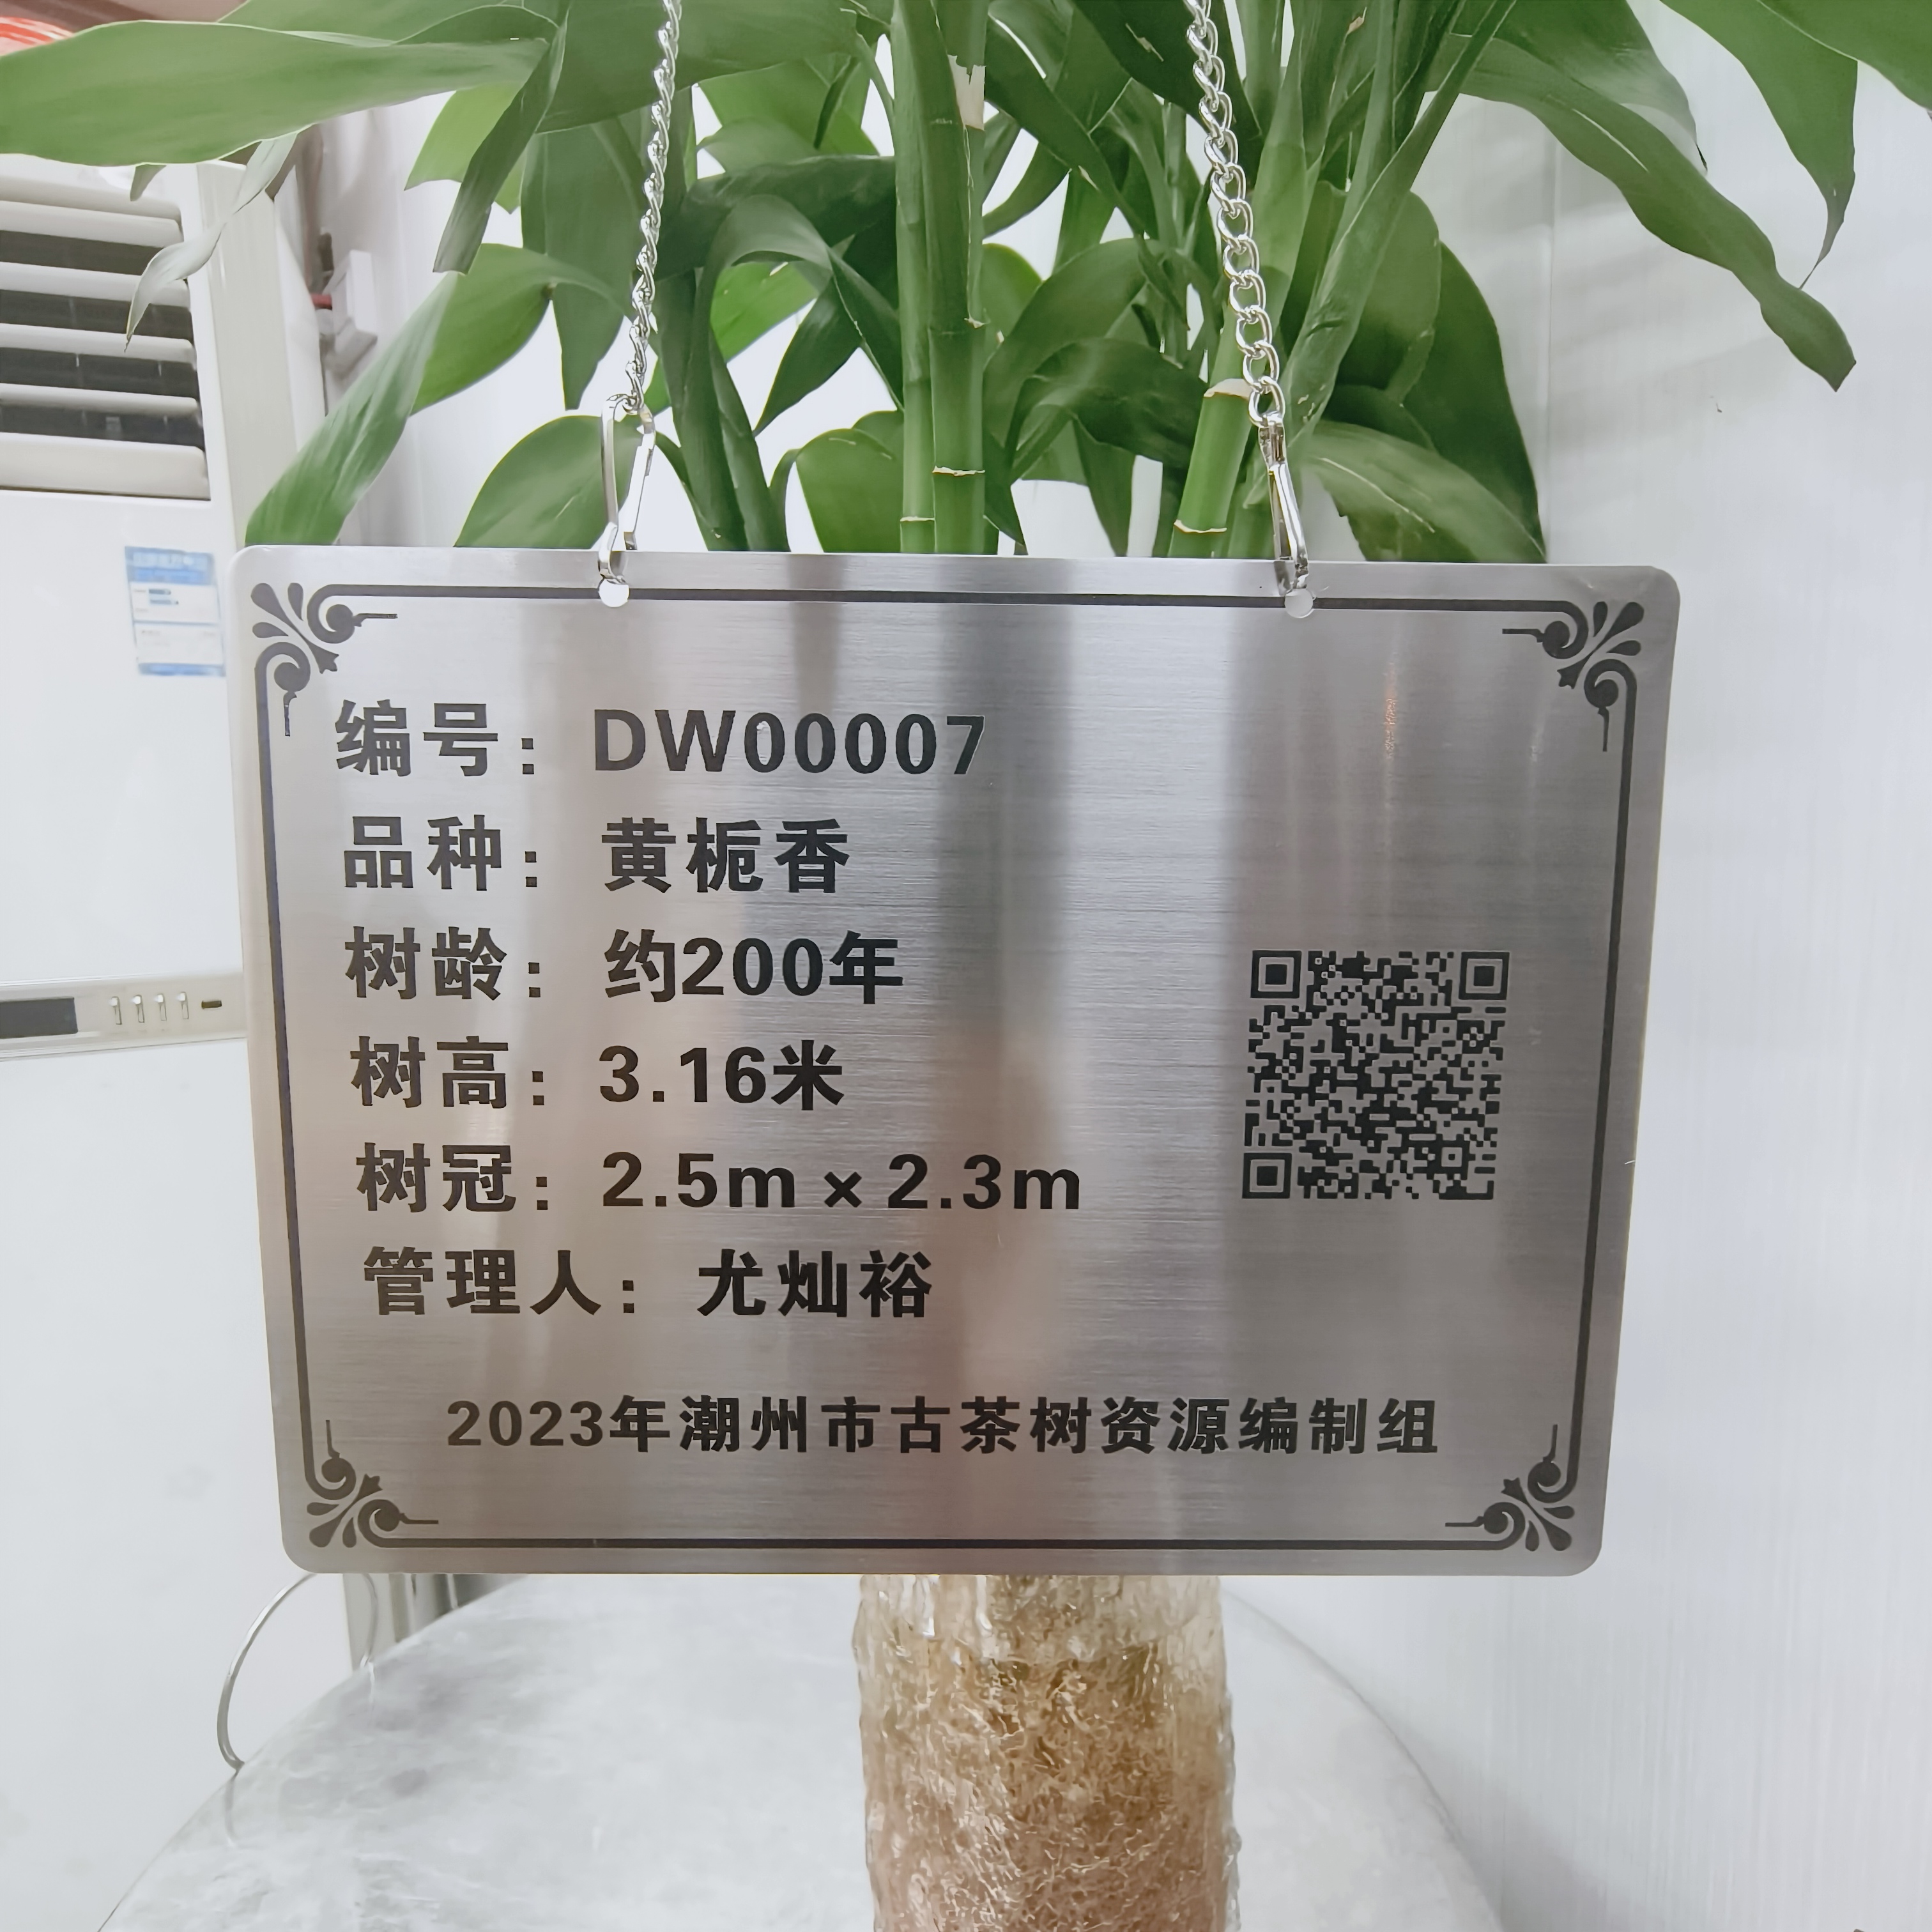 编号：DW00007
品种：黄栀香
树龄：约200年
树高：3.16米
树冠：2.5m×2.3m
管理人：尤灿裕
2023年潮州市古茶树资源编制组